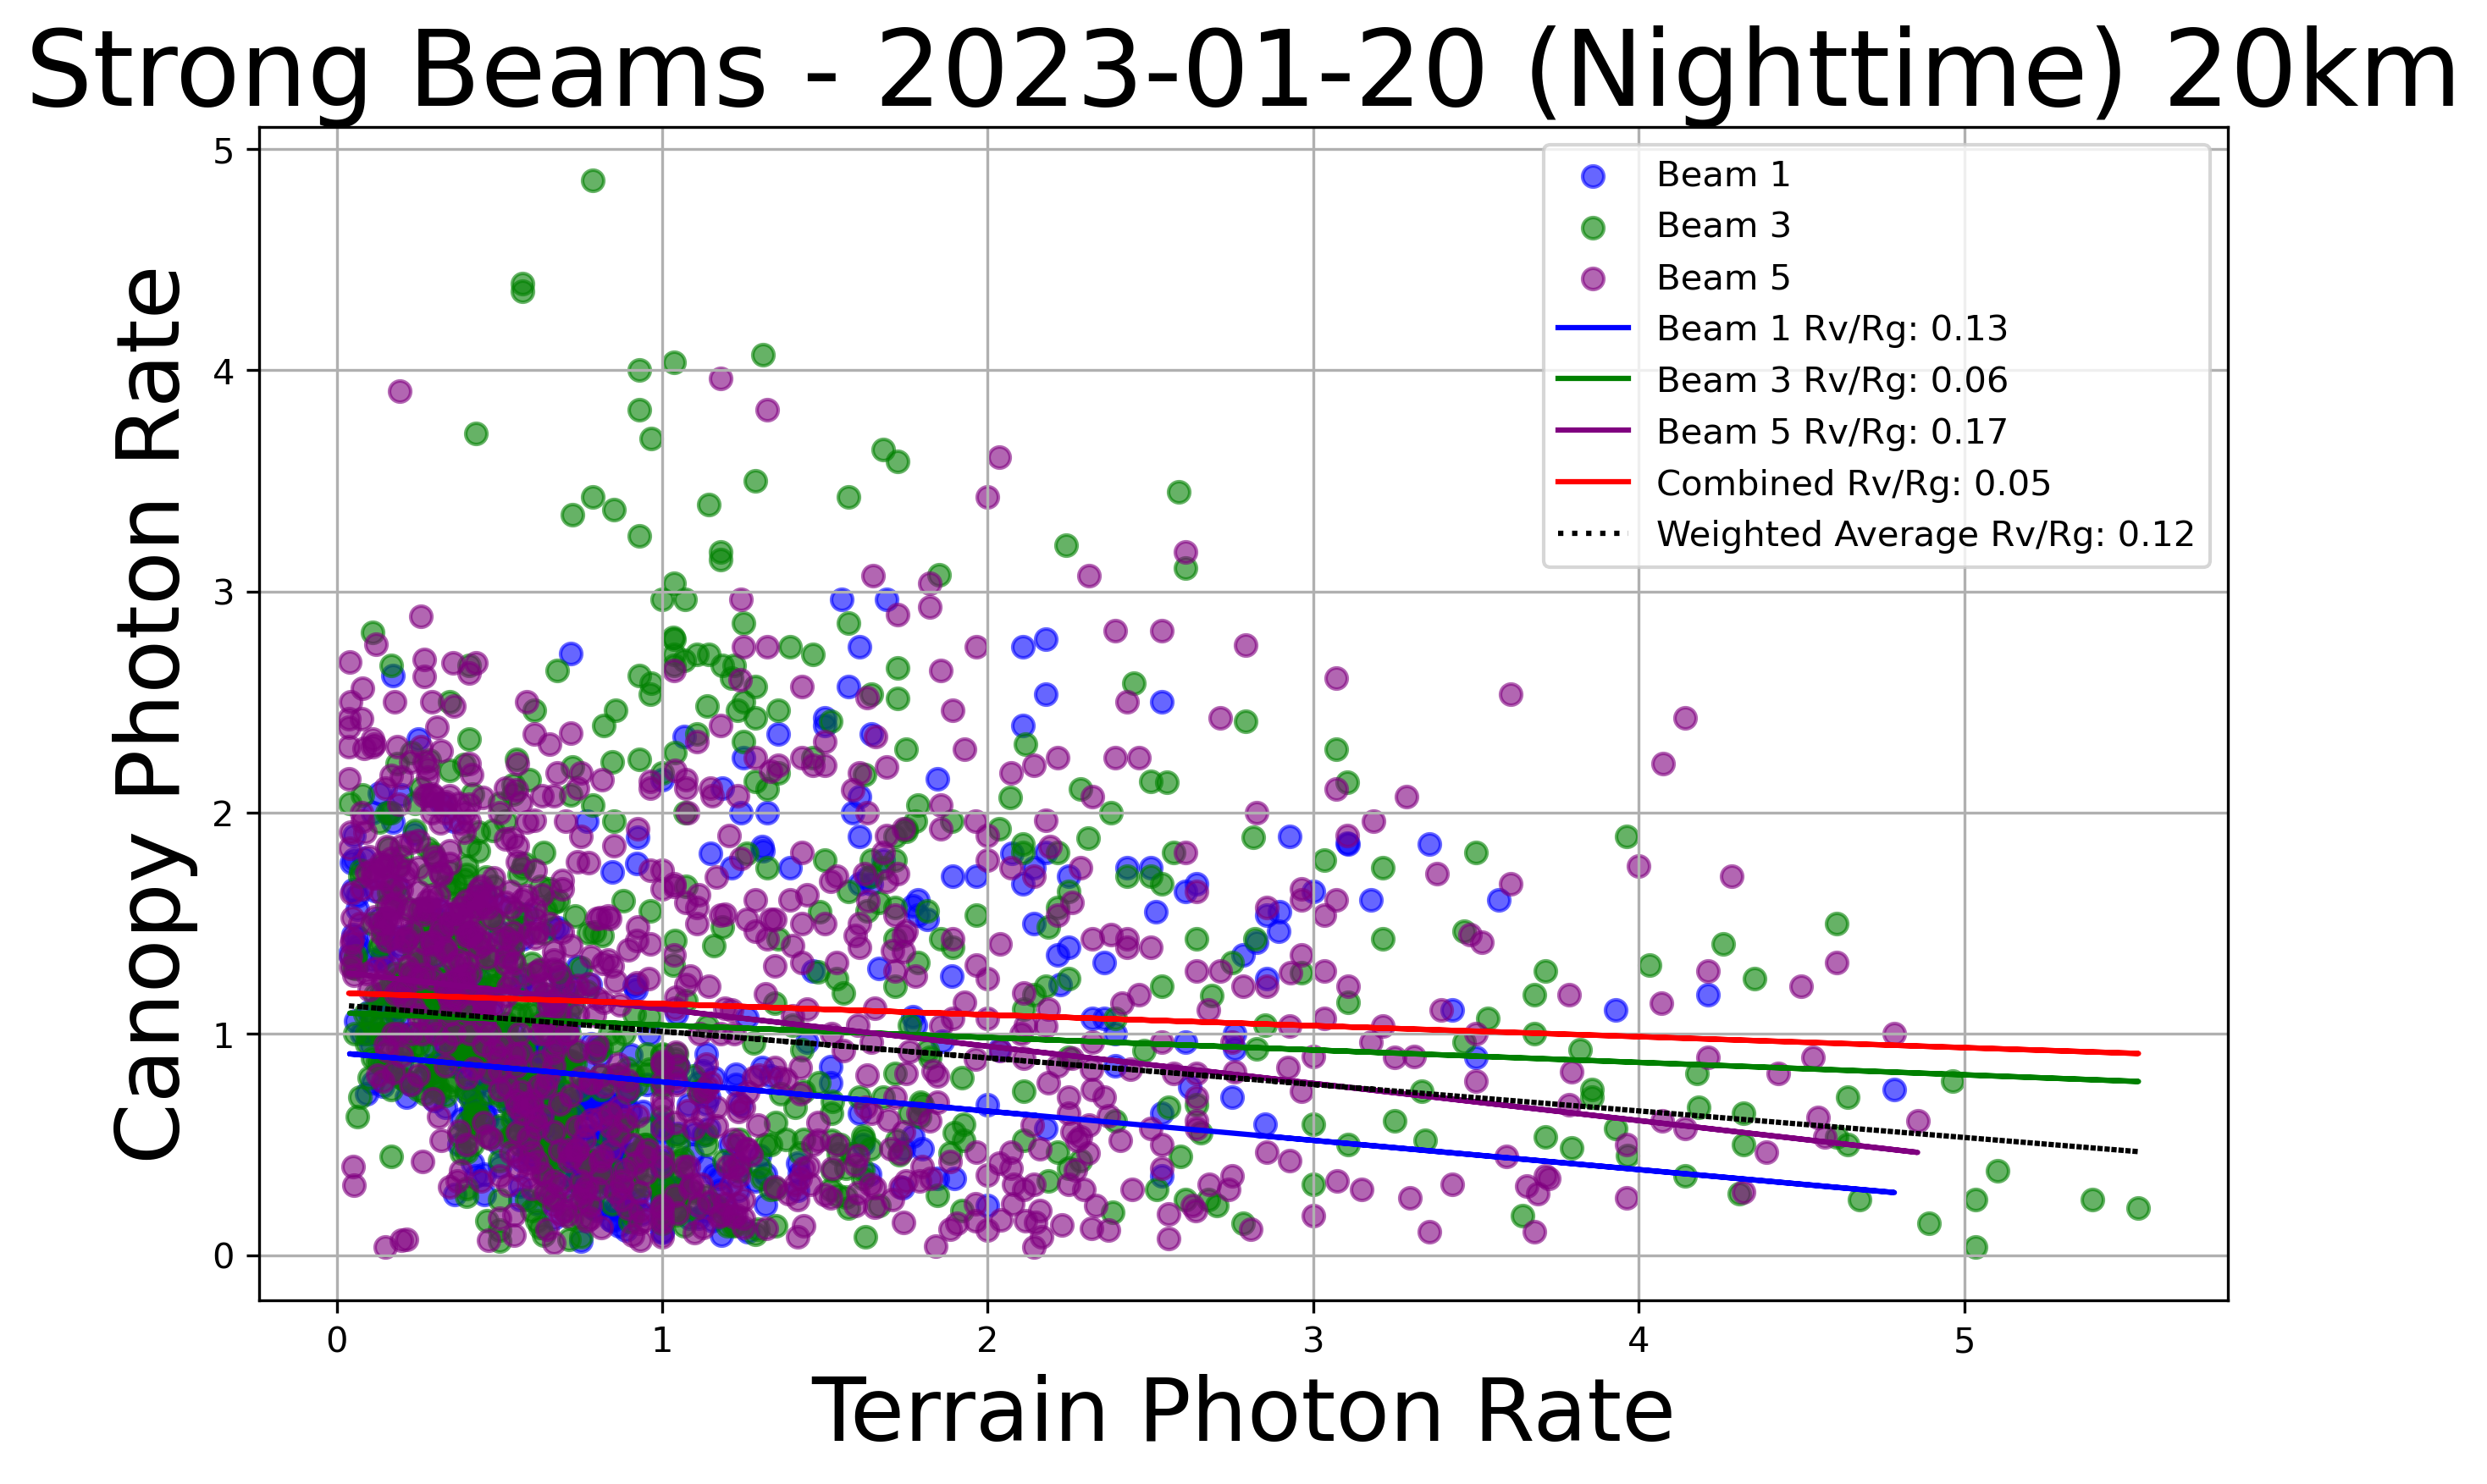 Strong Beams - 2023-01-20 (Nighttime) 20km
Canopy Photon Rate
5
4
3
2
1
0
Beam 1
Beam 3
Beam 5
Beam 1 Rv/Rg: 0.13
Beam 3 Rv/Rg: 0.06
Beam 5 Rv/Rg: 0.17
Combined Rv/Rg: 0.05
Weighted Average Rv/Rg: 0.12
0 1 2 3 4 5
Terrain Photon Rate